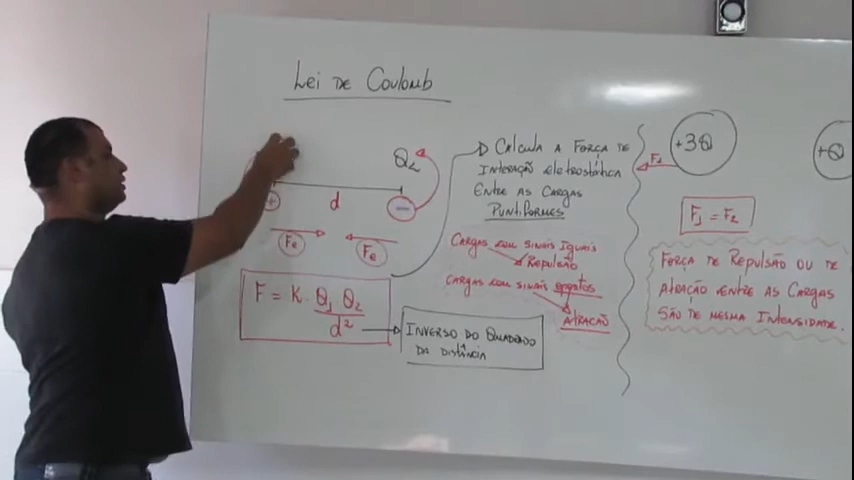 Lei de Coulomb
Q2
+
d
−
Fe
Fe
F = K. Q1 Q2
d²
Calcula a Força de
Interação eletrostática
Entre as Cargas
Puntiformes
Cargas com sinais Iguais
Repulsão
Cargas com sinais opostos
Atração
Inverso do Quadrado
da distância
F1
+3Q
+Q
F1 = F2
Força de Repulsão ou de
Atração entre as Cargas
São de mesma Intensidade.